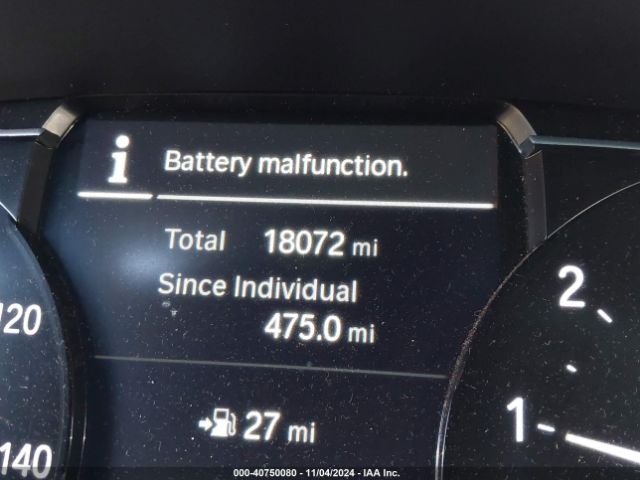 Battery malfunction.
Total 18072 mi
Since Individual
475.0 mi
27 mi
120
140
2
1
000-40750080 - 11/04/2024 - IAA Inc.